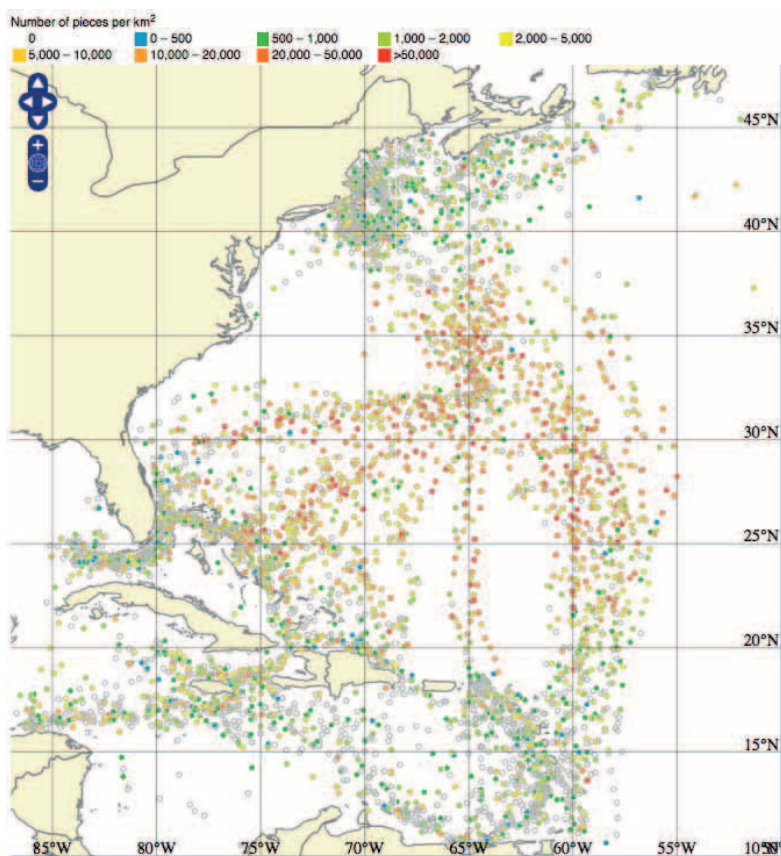 Number of pieces per km²
0 0 – 500 500 – 1,000 1,000 – 2,000 2,000 – 5,000
5,000 – 10,000 10,000 – 20,000 20,000 – 50,000 >50,000
45°N
40°N
35°N
30°N
25°N
20°N
15°N
85°W 80°W 75°W 70°W 65°W 60°W 55°W